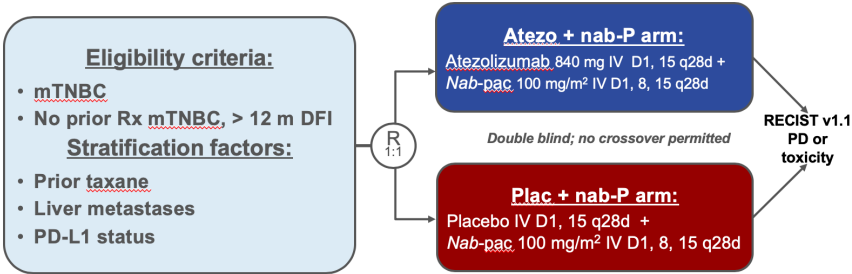 Eligibility criteria:
• mTNBC
• No prior Rx mTNBC, > 12 m DFI
Stratification factors:
• Prior taxane
• Liver metastases
• PD-L1 status
R
1:1
Atezo + nab-P arm:
Atezolizumab 840 mg IV D1, 15 q28d +
Nab-pac 100 mg/m² IV D1, 8, 15 q28d
Double blind; no crossover permitted
Plac + nab-P arm:
Placebo IV D1, 15 q28d +
Nab-pac 100 mg/m² IV D1, 8, 15 q28d
RECIST v1.1
PD or
toxicity